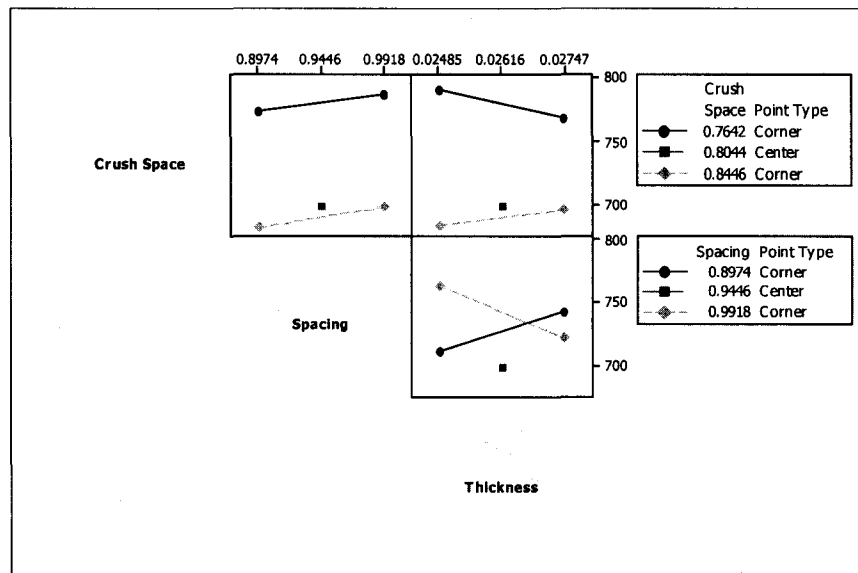 0.8974 0.9446 0.9918 0.02485 0.02616 0.02747
800
750
700
Crush Space
Crush
Space Point Type
0.7642 Corner
0.8044 Center
0.8446 Corner
800
750
700
Spacing
Spacing Point Type
0.8974 Corner
0.9446 Center
0.9918 Corner
Thickness